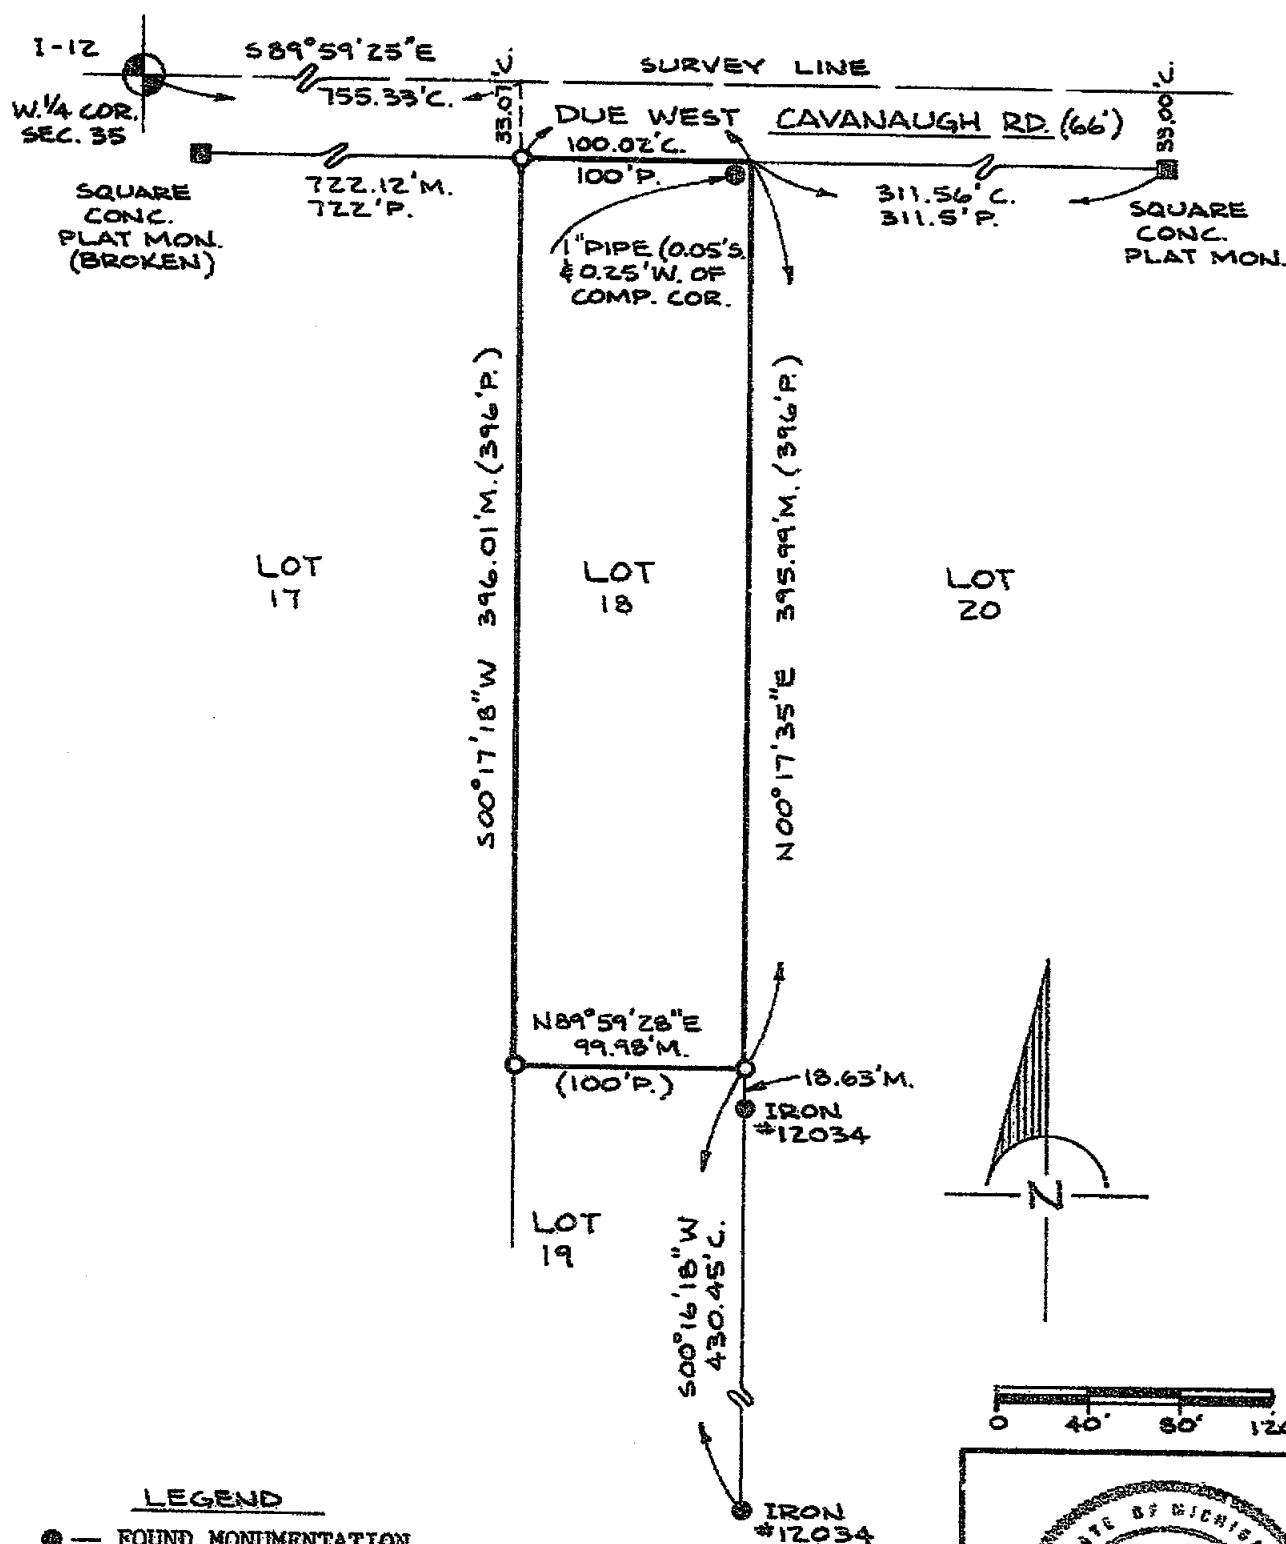 I-12
S89°59'25"E
SURVEY LINE
W. 1/4 COR.
SEC. 35
755.33'C.
33.07'C.
DUE WEST
CAVANAUGH RD. (66')
33.00'C.
100.02'C.
100'P.
722.12'M.
722'P.
311.56'C.
311.5'P.
SQUARE
CONC.
PLAT MON.
(BROKEN)
SQUARE
CONC.
PLAT MON.
1" PIPE (0.05'S.
& 0.25'W. OF
COMP. COR.
S00°17'18"W 396.01'M. (396'P.)
N00°17'35"E 395.99'M. (396'P.)
LOT
17
LOT
18
LOT
20
N89°59'28"E
99.98'M.
(100'P.)
18.63'M.
IRON
#12034
LOT
19
S00°16'18"W
430.45'C.
N
0 40' 80' 120
IRON
#12034
LEGEND
— FOUND MONUMENTATION
ATE OF MICHIG